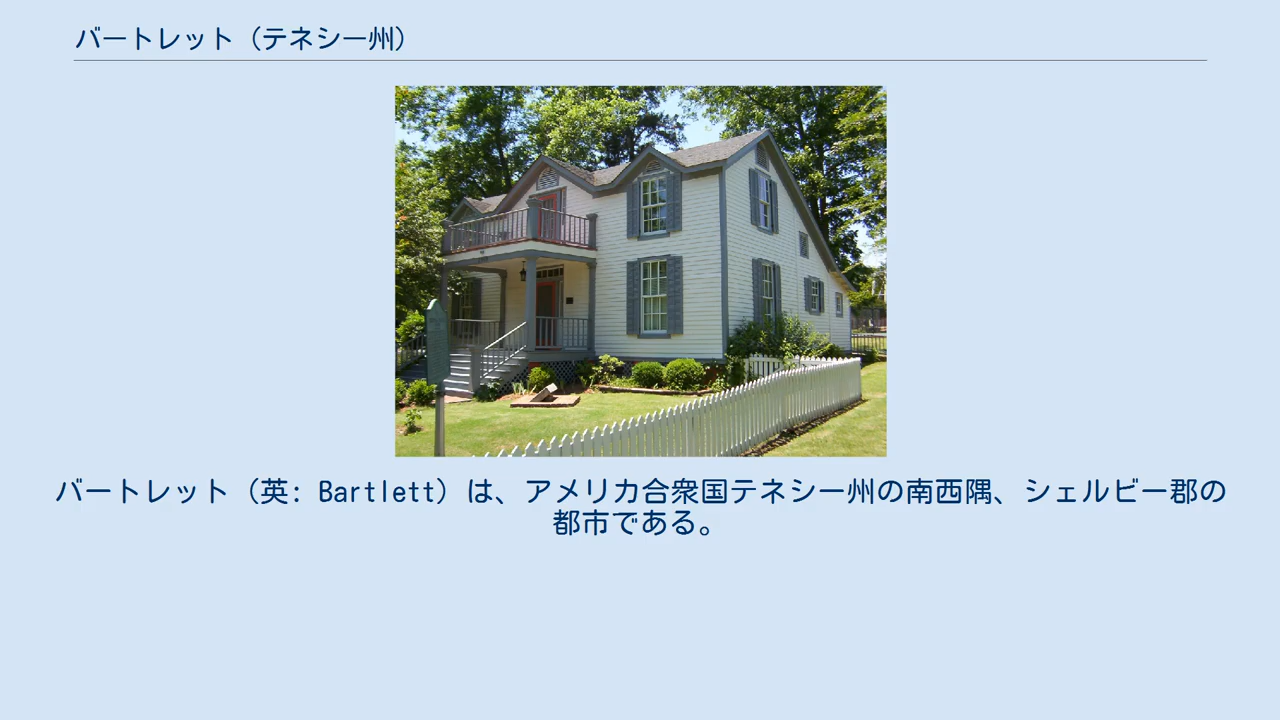 バートレット（テネシー州）
バートレット（英: Bartlett）は、アメリカ合衆国テネシー州の南西隅、シェルビー郡の
都市である。